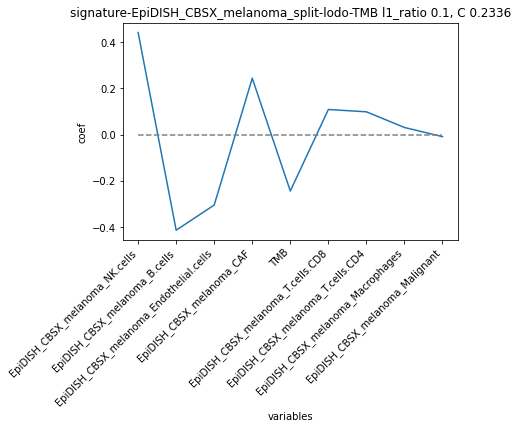 signature-EpiDISH_CBSX_melanoma_split-lodo-TMB l1_ratio 0.1, C 0.2336
0.4
0.2
0.0
−0.2
−0.4
coef
EpiDISH_CBSX_melanoma_NK.cells
EpiDISH_CBSX_melanoma_B.cells
EpiDISH_CBSX_melanoma_Endothelial.cells
EpiDISH_CBSX_melanoma_CAF
TMB
EpiDISH_CBSX_melanoma_T.cells.CD8
EpiDISH_CBSX_melanoma_T.cells.CD4
EpiDISH_CBSX_melanoma_Macrophages
EpiDISH_CBSX_melanoma_Malignant
variables